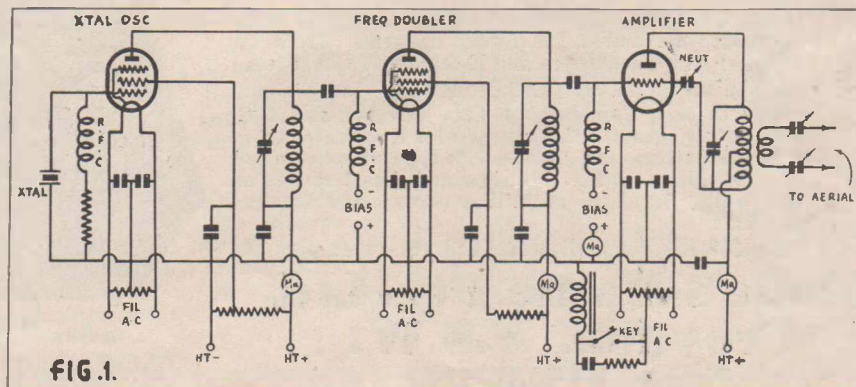 XTAL OSC
FREQ DOUBLER
AMPLIFIER
NEUT
R
F·C
XTAL
R
F·C
-
BIAS
+
R
F·C
-
BIAS
+
Ma
TO AERIAL
Ma
Ma
Ma
FIL
A·C
FIL
A·C
KEY
FIL
A·C
HT-
HT+
HT+
HT+
FIG.1.